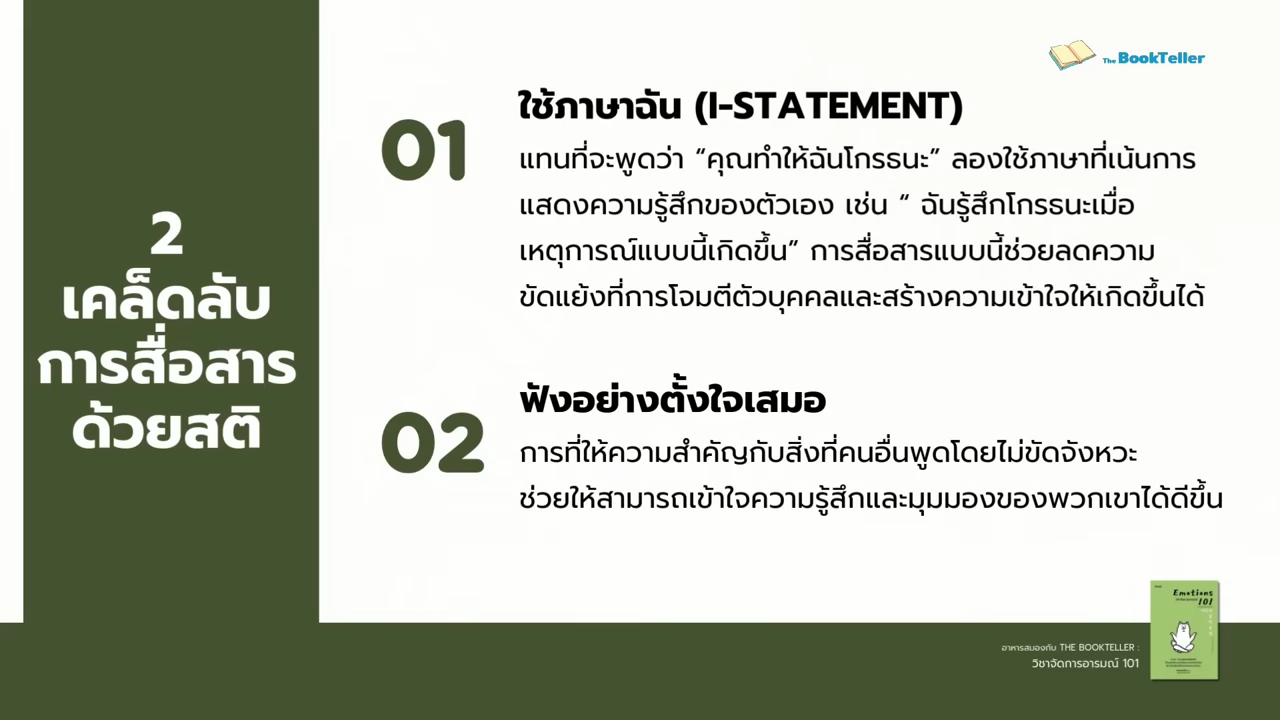 The BookTeller
2
เคล็ดลับ
การสื่อสาร
ด้วยสติ
01
ใช้ภาษาฉัน (I-STATEMENT)
แทนที่จะพูดว่า “คุณทำให้ฉันโกรธนะ” ลองใช้ภาษาที่เน้นการ
แสดงความรู้สึกของตัวเอง เช่น “ ฉันรู้สึกโกรธนะเมื่อ
เหตุการณ์แบบนี้เกิดขึ้น” การสื่อสารแบบนี้ช่วยลดความ
ขัดแย้งที่การโจมตีตัวบุคคลและสร้างความเข้าใจให้เกิดขึ้นได้
02
ฟังอย่างตั้งใจเสมอ
การที่ให้ความสำคัญกับสิ่งที่คนอื่นพูดโดยไม่ขัดจังหวะ
ช่วยให้สามารถเข้าใจความรู้สึกและมุมมองของพวกเขาได้ดีขึ้น
อาหารสมองกับ THE BOOKTELLER :
วิชาจัดการอารมณ์ 101
Emotions
101